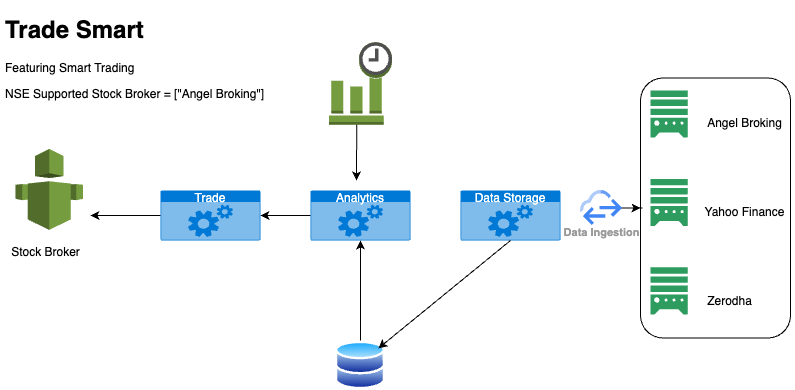 Trade Smart
Featuring Smart Trading
NSE Supported Stock Broker = ["Angel Broking"]
Stock Broker
Trade
Analytics
Data Storage
Data Ingestion
Angel Broking
Yahoo Finance
Zerodha